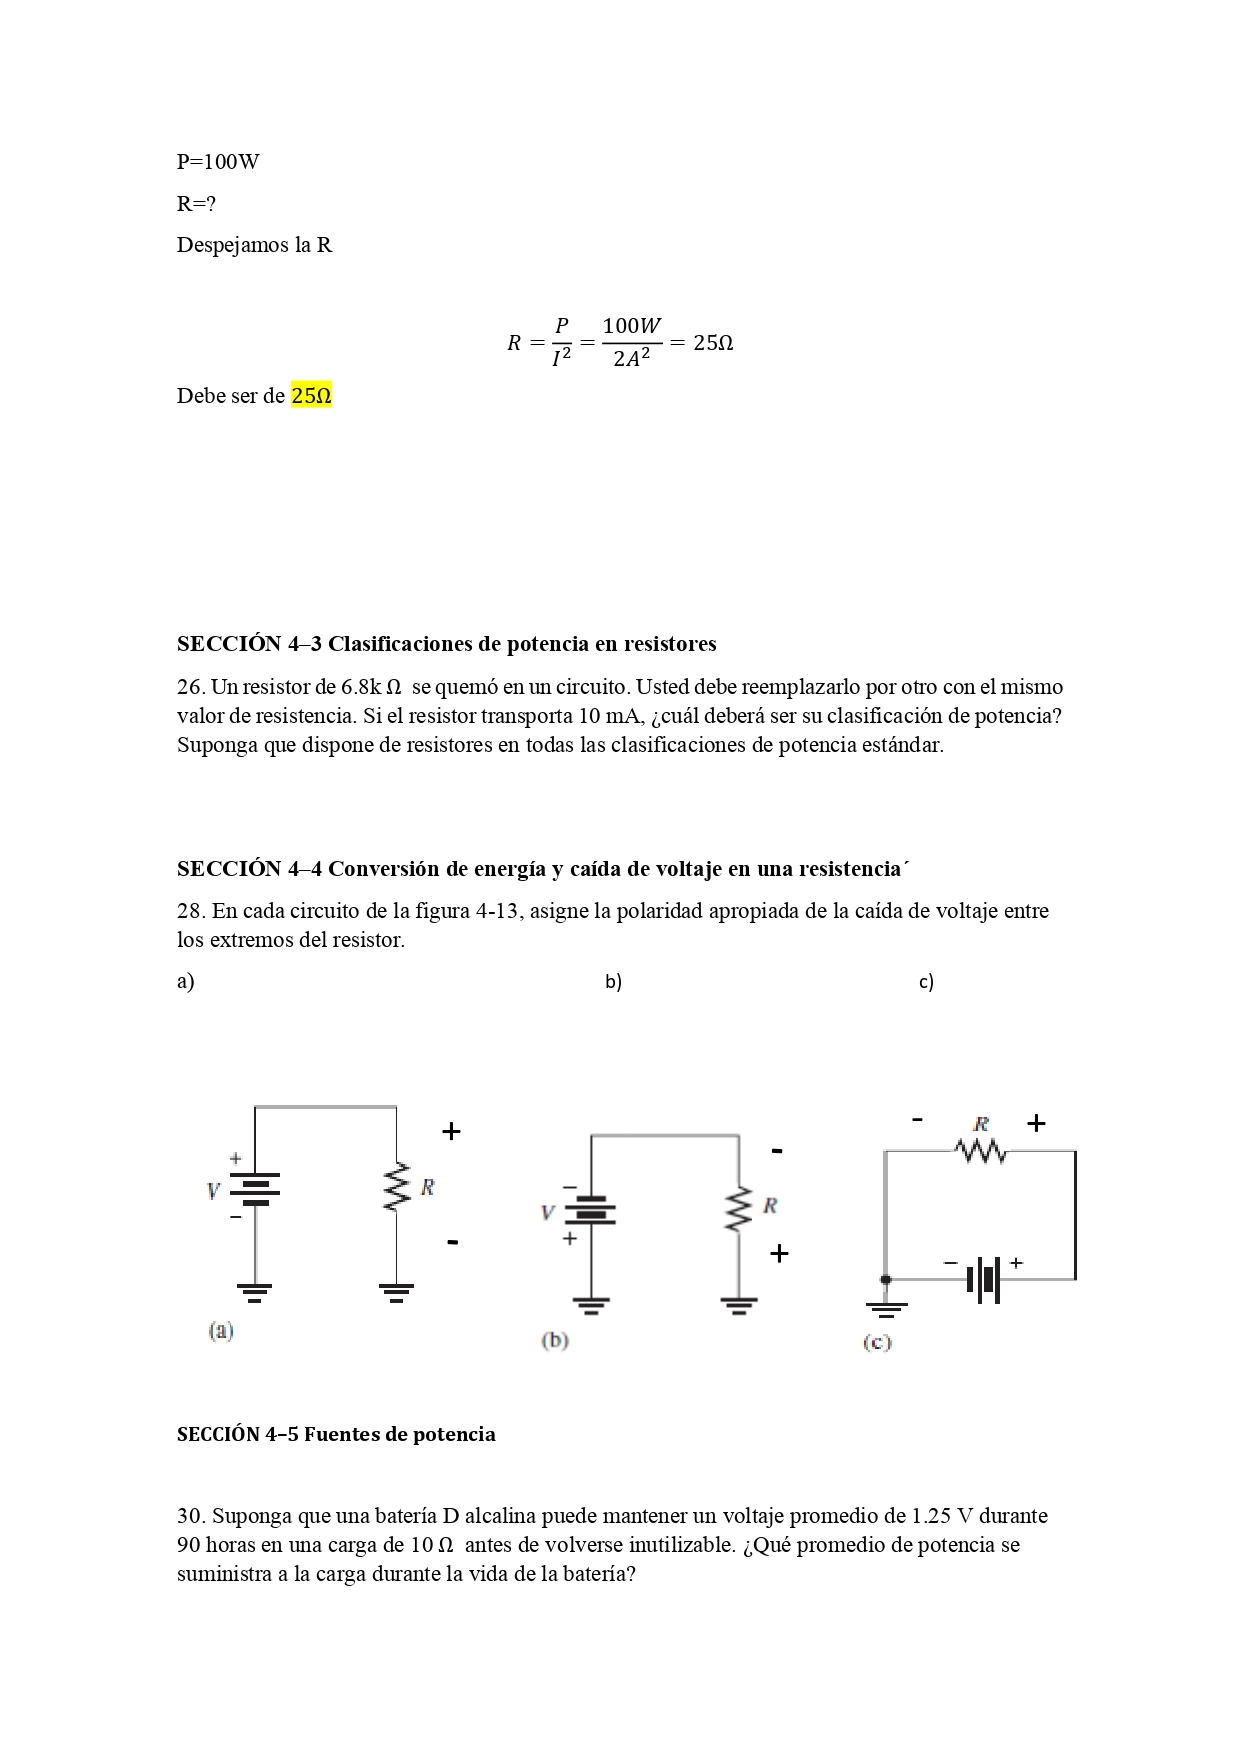 P=100W
R=?
Despejamos la R
R = P/I² = 100W/2A² = 25Ω
Debe ser de 25Ω
SECCIÓN 4–3 Clasificaciones de potencia en resistores
26. Un resistor de 6.8k Ω se quemó en un circuito. Usted debe reemplazarlo por otro con el mismo
valor de resistencia. Si el resistor transporta 10 mA, ¿cuál deberá ser su clasificación de potencia?
Suponga que dispone de resistores en todas las clasificaciones de potencia estándar.
SECCIÓN 4–4 Conversión de energía y caída de voltaje en una resistencia´
28. En cada circuito de la figura 4-13, asigne la polaridad apropiada de la caída de voltaje entre
los extremos del resistor.
a) b) c)
+
+
V
−
R
-
(a)
-
−
V
+
R
+
(b)
- R +
− +
(c)
SECCIÓN 4–5 Fuentes de potencia
30. Suponga que una batería D alcalina puede mantener un voltaje promedio de 1.25 V durante
90 horas en una carga de 10 Ω antes de volverse inutilizable. ¿Qué promedio de potencia se
suministra a la carga durante la vida de la batería?